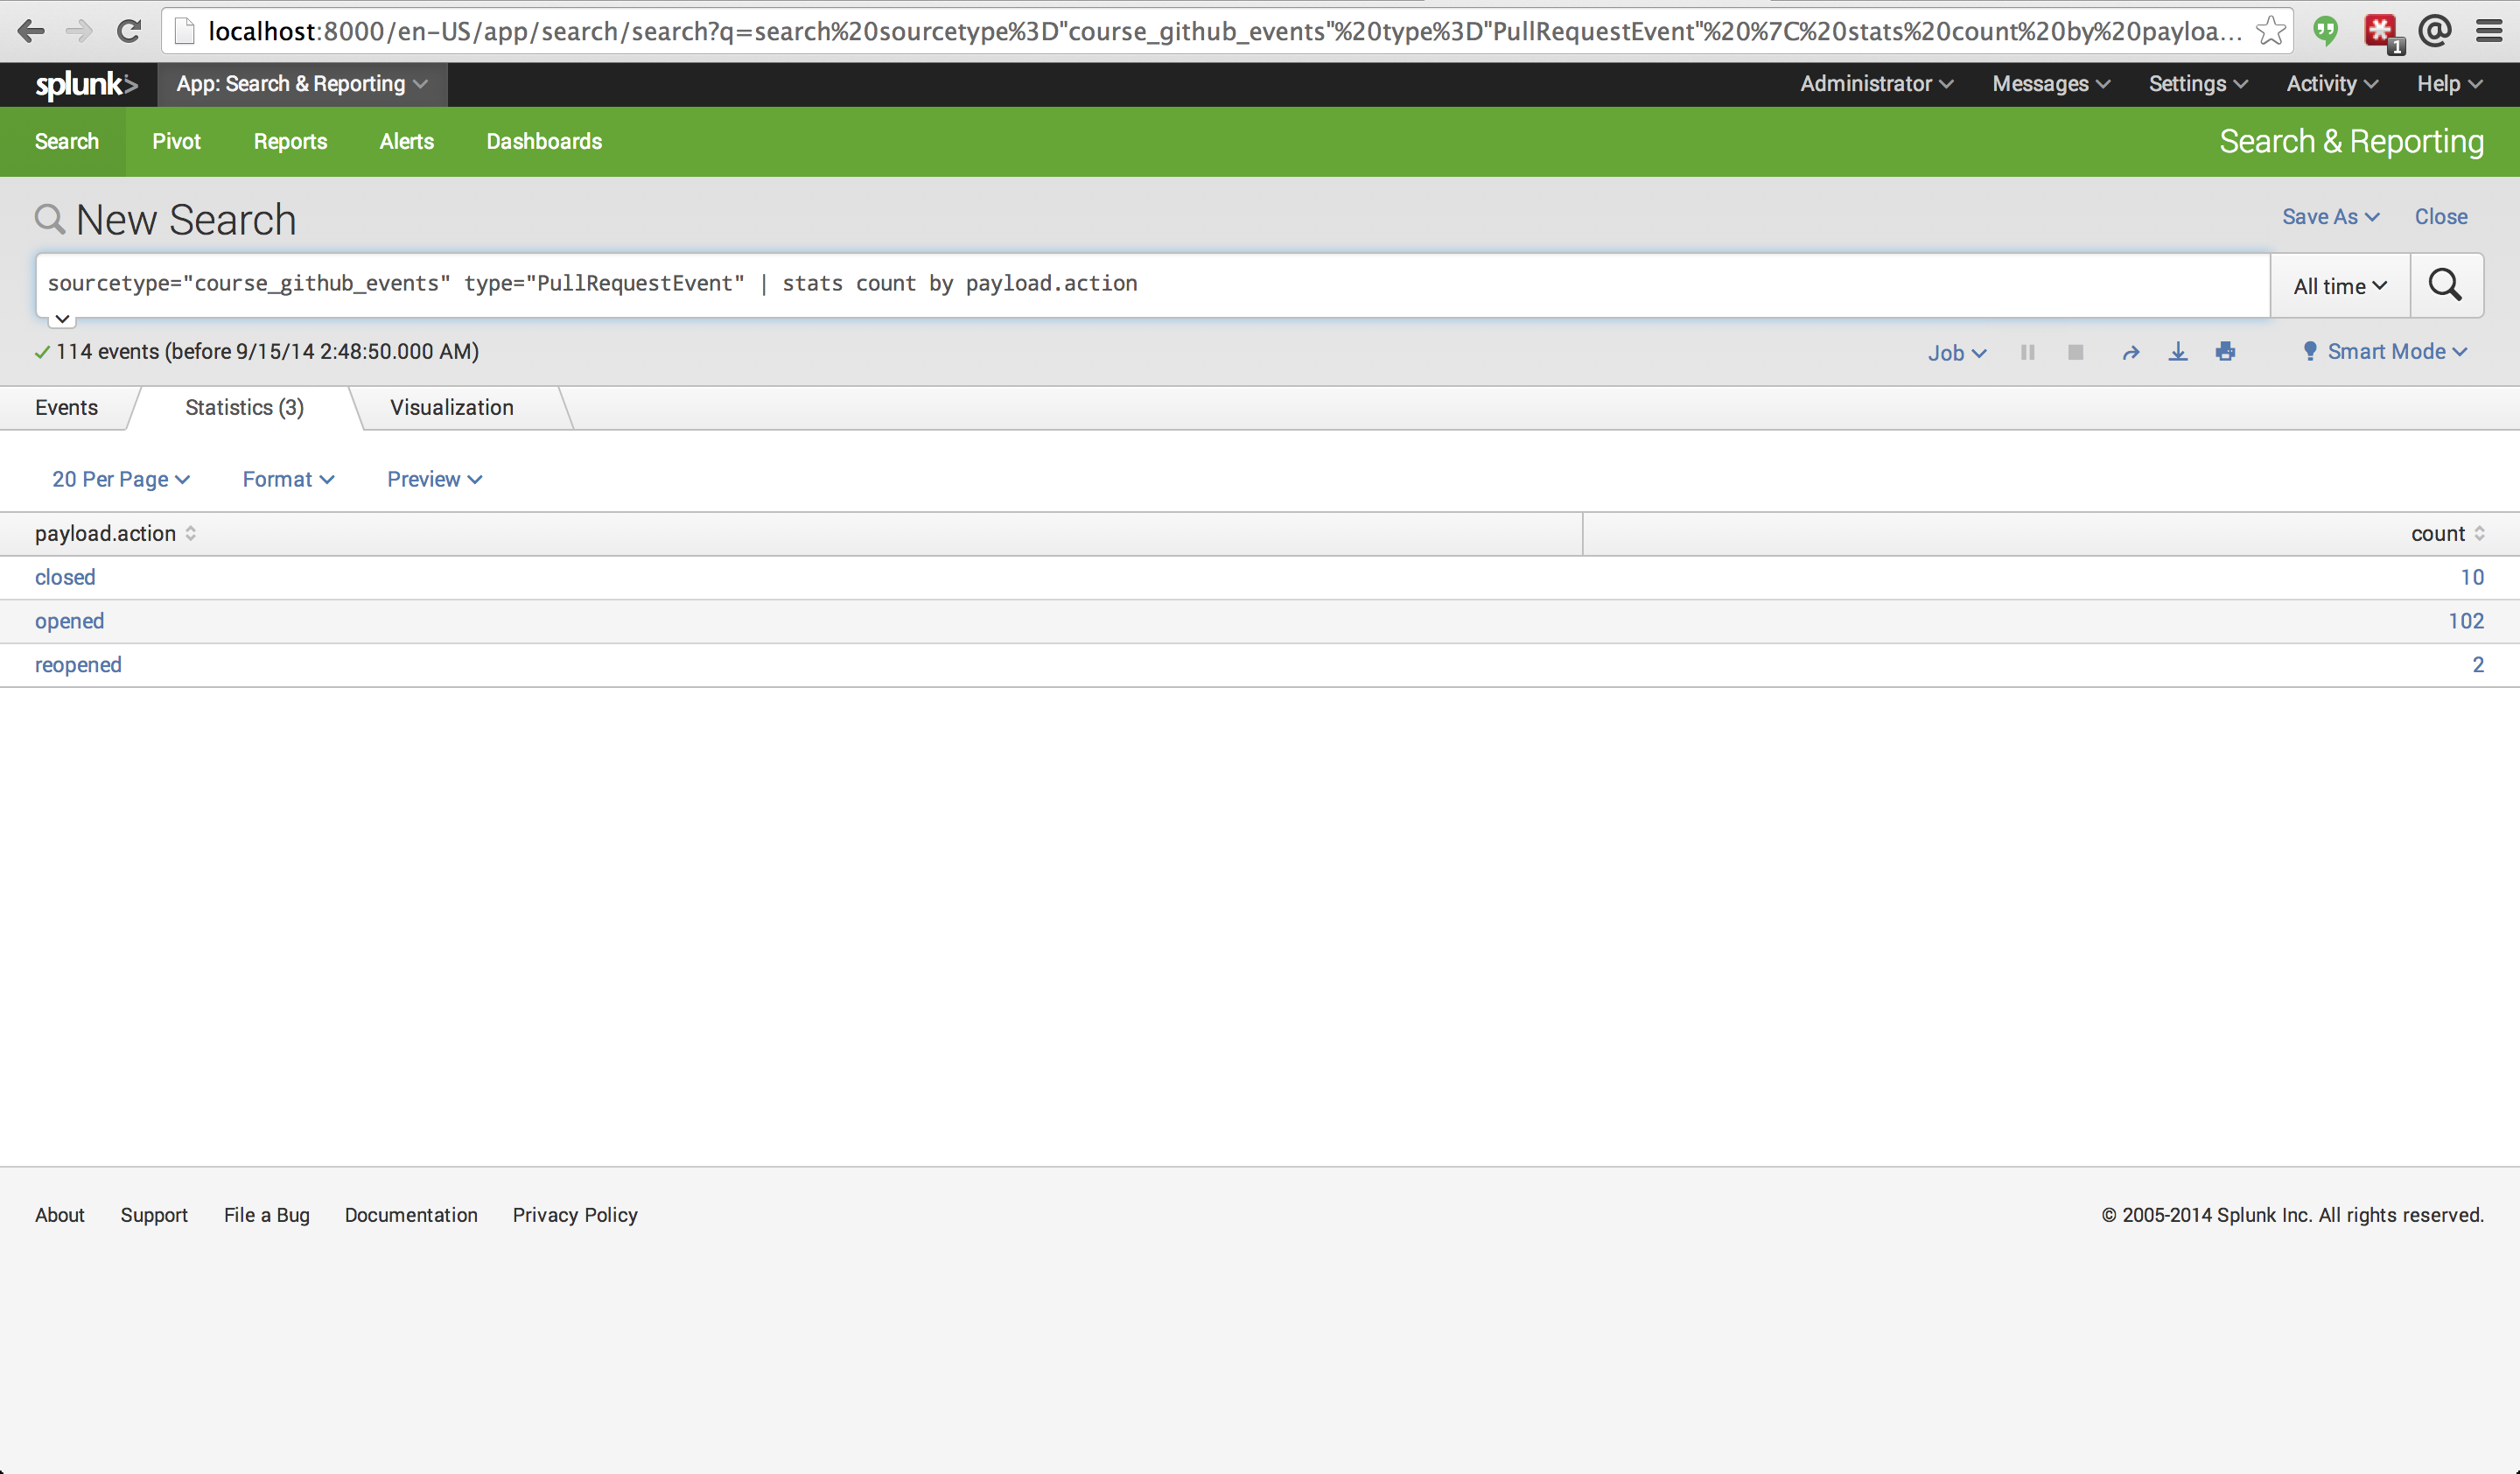 localhost:8000/en-US/app/search/search?q=search%20sourcetype%3D"course_github_events"%20type%3D"PullRequestEvent"%20%7C%20stats%20count%20by%20payloa...
1
splunk> App: Search & Reporting Administrator Messages Settings Activity Help
Search Pivot Reports Alerts Dashboards Search & Reporting
New Search Save As Close
sourcetype="course_github_events" type="PullRequestEvent" | stats count by payload.action All time
114 events (before 9/15/14 2:48:50.000 AM) Job Smart Mode
Events Statistics (3) Visualization
20 Per Page Format Preview
payload.action count
closed 10
opened 102
reopened 2
About Support File a Bug Documentation Privacy Policy © 2005-2014 Splunk Inc. All rights reserved.